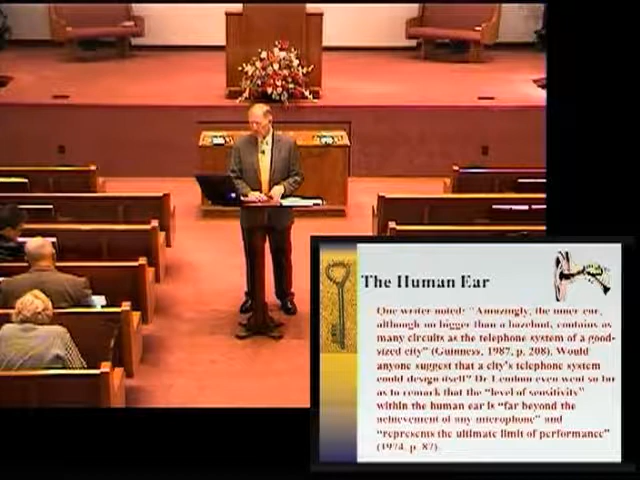 The Human Ear
One writer noted: "Amazingly, the inner ear,
although no bigger than a hazelnut, contains as
many circuits as the telephone system of a good-
sized city" (Guinness, 1987, p. 208). Would
anyone suggest that a city's telephone system
could design itself? Dr. Lenihan even went so far
as to remark that the "level of sensitivity"
within the human ear is "far beyond the
achievement of any microphone" and
"represents the ultimate limit of performance"
(1974, p. 87).